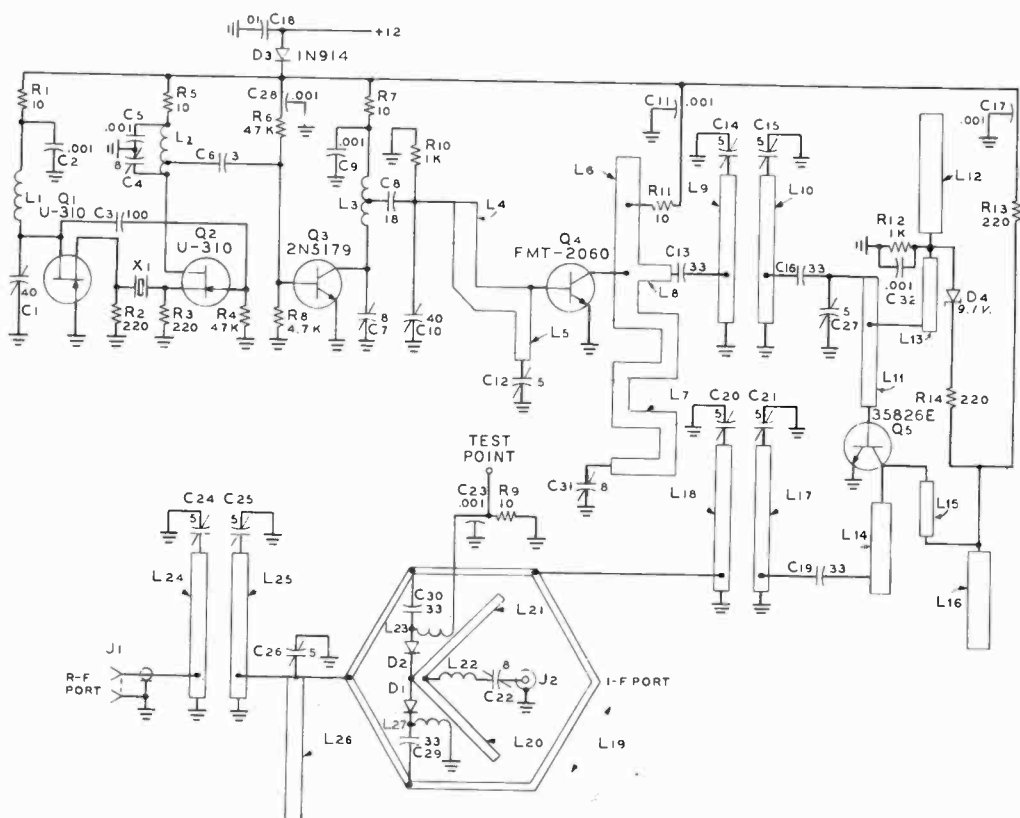 .01
C18
+12
D3
1N914
R1
10
C2
.001
L1
Q1
U-310
40
C1
R5
10
C5
.001
8
C4
L2
C6
3
C3
100
Q2
U-310
X1
R2
220
R3
220
R4
47K
C28
.001
R6
47K
Q3
2N5179
R8
4.7K
R7
10
C9
.001
L3
C8
18
8
C7
R10
1K
40
C10
L4
L5
C12
5
Q4
FMT-2060
L6
R11
10
C11
.001
C13
33
L8
L7
C31
8
C14
5
L9
C15
5
L10
C16
33
5
C27
R12
1K
.001
C32
L12
L13
D4
9.1V.
C17
.001
R13
220
L11
R14
220
35826E
Q5
L14
L15
L16
C20
5
L18
C21
5
L17
C19
33
TEST
POINT
C23
.001
R9
10
C24
5
L24
C25
5
L25
J1
R-F
PORT
C26
5
L26
C30
33
L23
D2
D1
L27
33
C29
L21
L22
8
C22
J2
L20
I-F PORT
L19